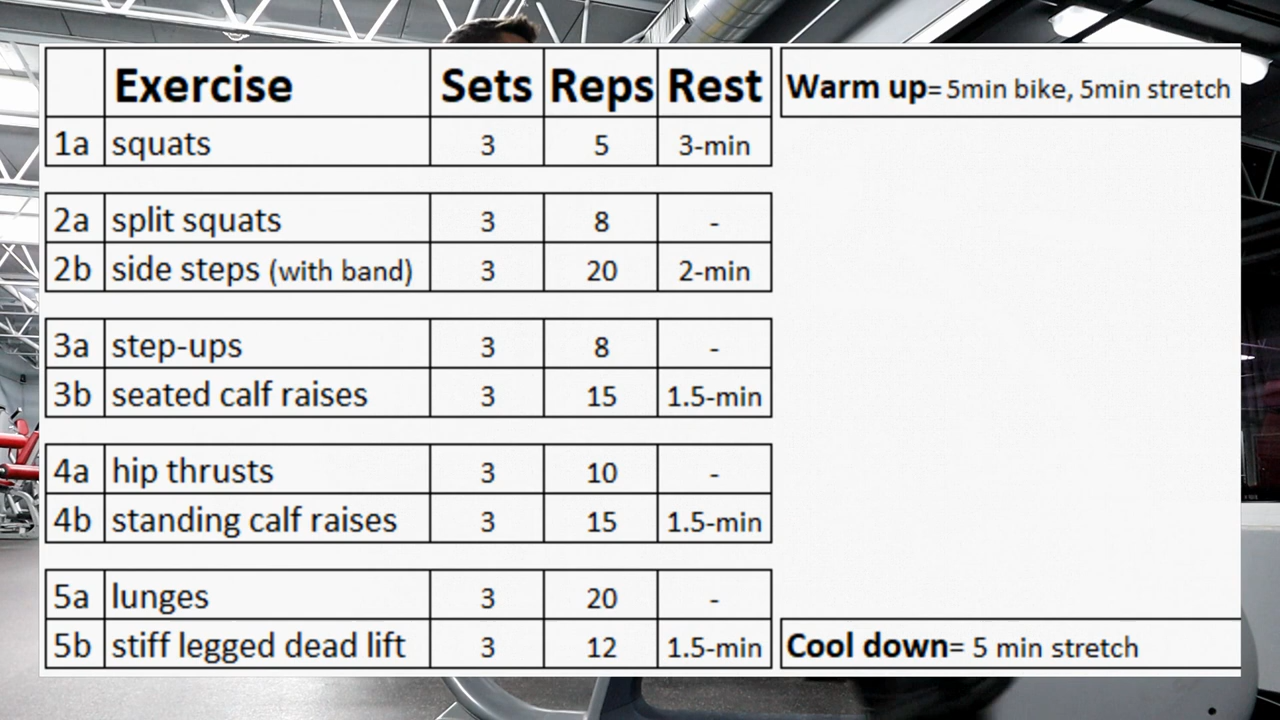 Exercise Sets Reps Rest Warm up= 5min bike, 5min stretch
1a squats 3 5 3-min
2a split squats 3 8 -
2b side steps (with band) 3 20 2-min
3a step-ups 3 8 -
3b seated calf raises 3 15 1.5-min
4a hip thrusts 3 10 -
4b standing calf raises 3 15 1.5-min
5a lunges 3 20 -
5b stiff legged dead lift 3 12 1.5-min Cool down= 5 min stretch